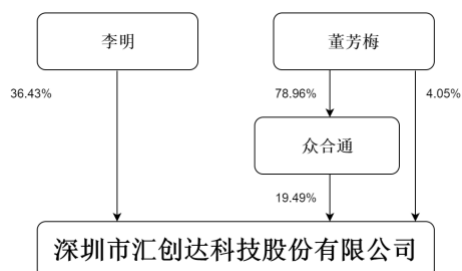 李明
董芳梅
36.43%
78.96%
4.05%
众合通
19.49%
深圳市汇创达科技股份有限公司